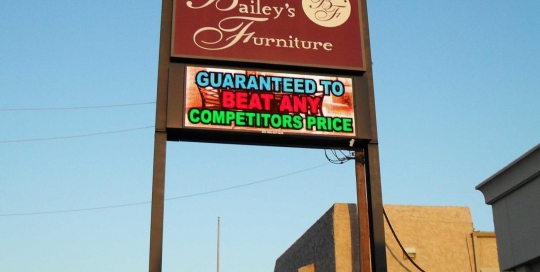 Bailey's
BF
Furniture
GUARANTEED TO
BEAT ANY
COMPETITORS PRICE